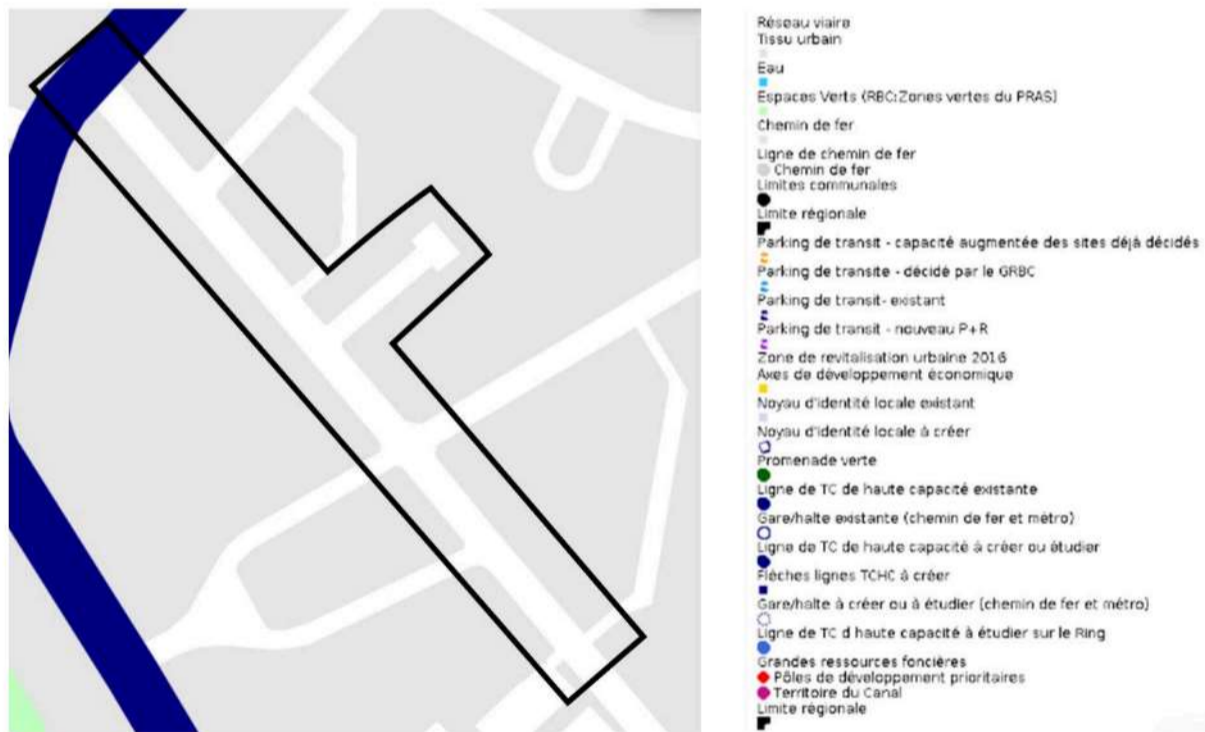 Réseau viaire
Tissu urbain
Eau
Espaces Verts (RBC:Zones vertes du PRAS)
Chemin de fer
Ligne de chemin de fer
Chemin de fer
Limites communales
Limite régionale
Parking de transit - capacité augmentée des sites déjà décidés
Parking de transite - décidé par le GRBC
Parking de transit- existant
Parking de transit - nouveau P+R
Zone de revitalisation urbaine 2016
Axes de développement économique
Noyau d'identité locale existant
Noyau d'identité locale à créer
Promenade verte
Ligne de TC de haute capacité existante
Gare/halte existante (chemin de fer et métro)
Ligne de TC de haute capacité à créer ou étudier
Flèches lignes TCHC à créer
Gare/halte à créer ou à étudier (chemin de fer et métro)
Ligne de TC d haute capacité à étudier sur le Ring
Grandes ressources foncières
Pôles de développement prioritaires
Territoire du Canal
Limite régionale